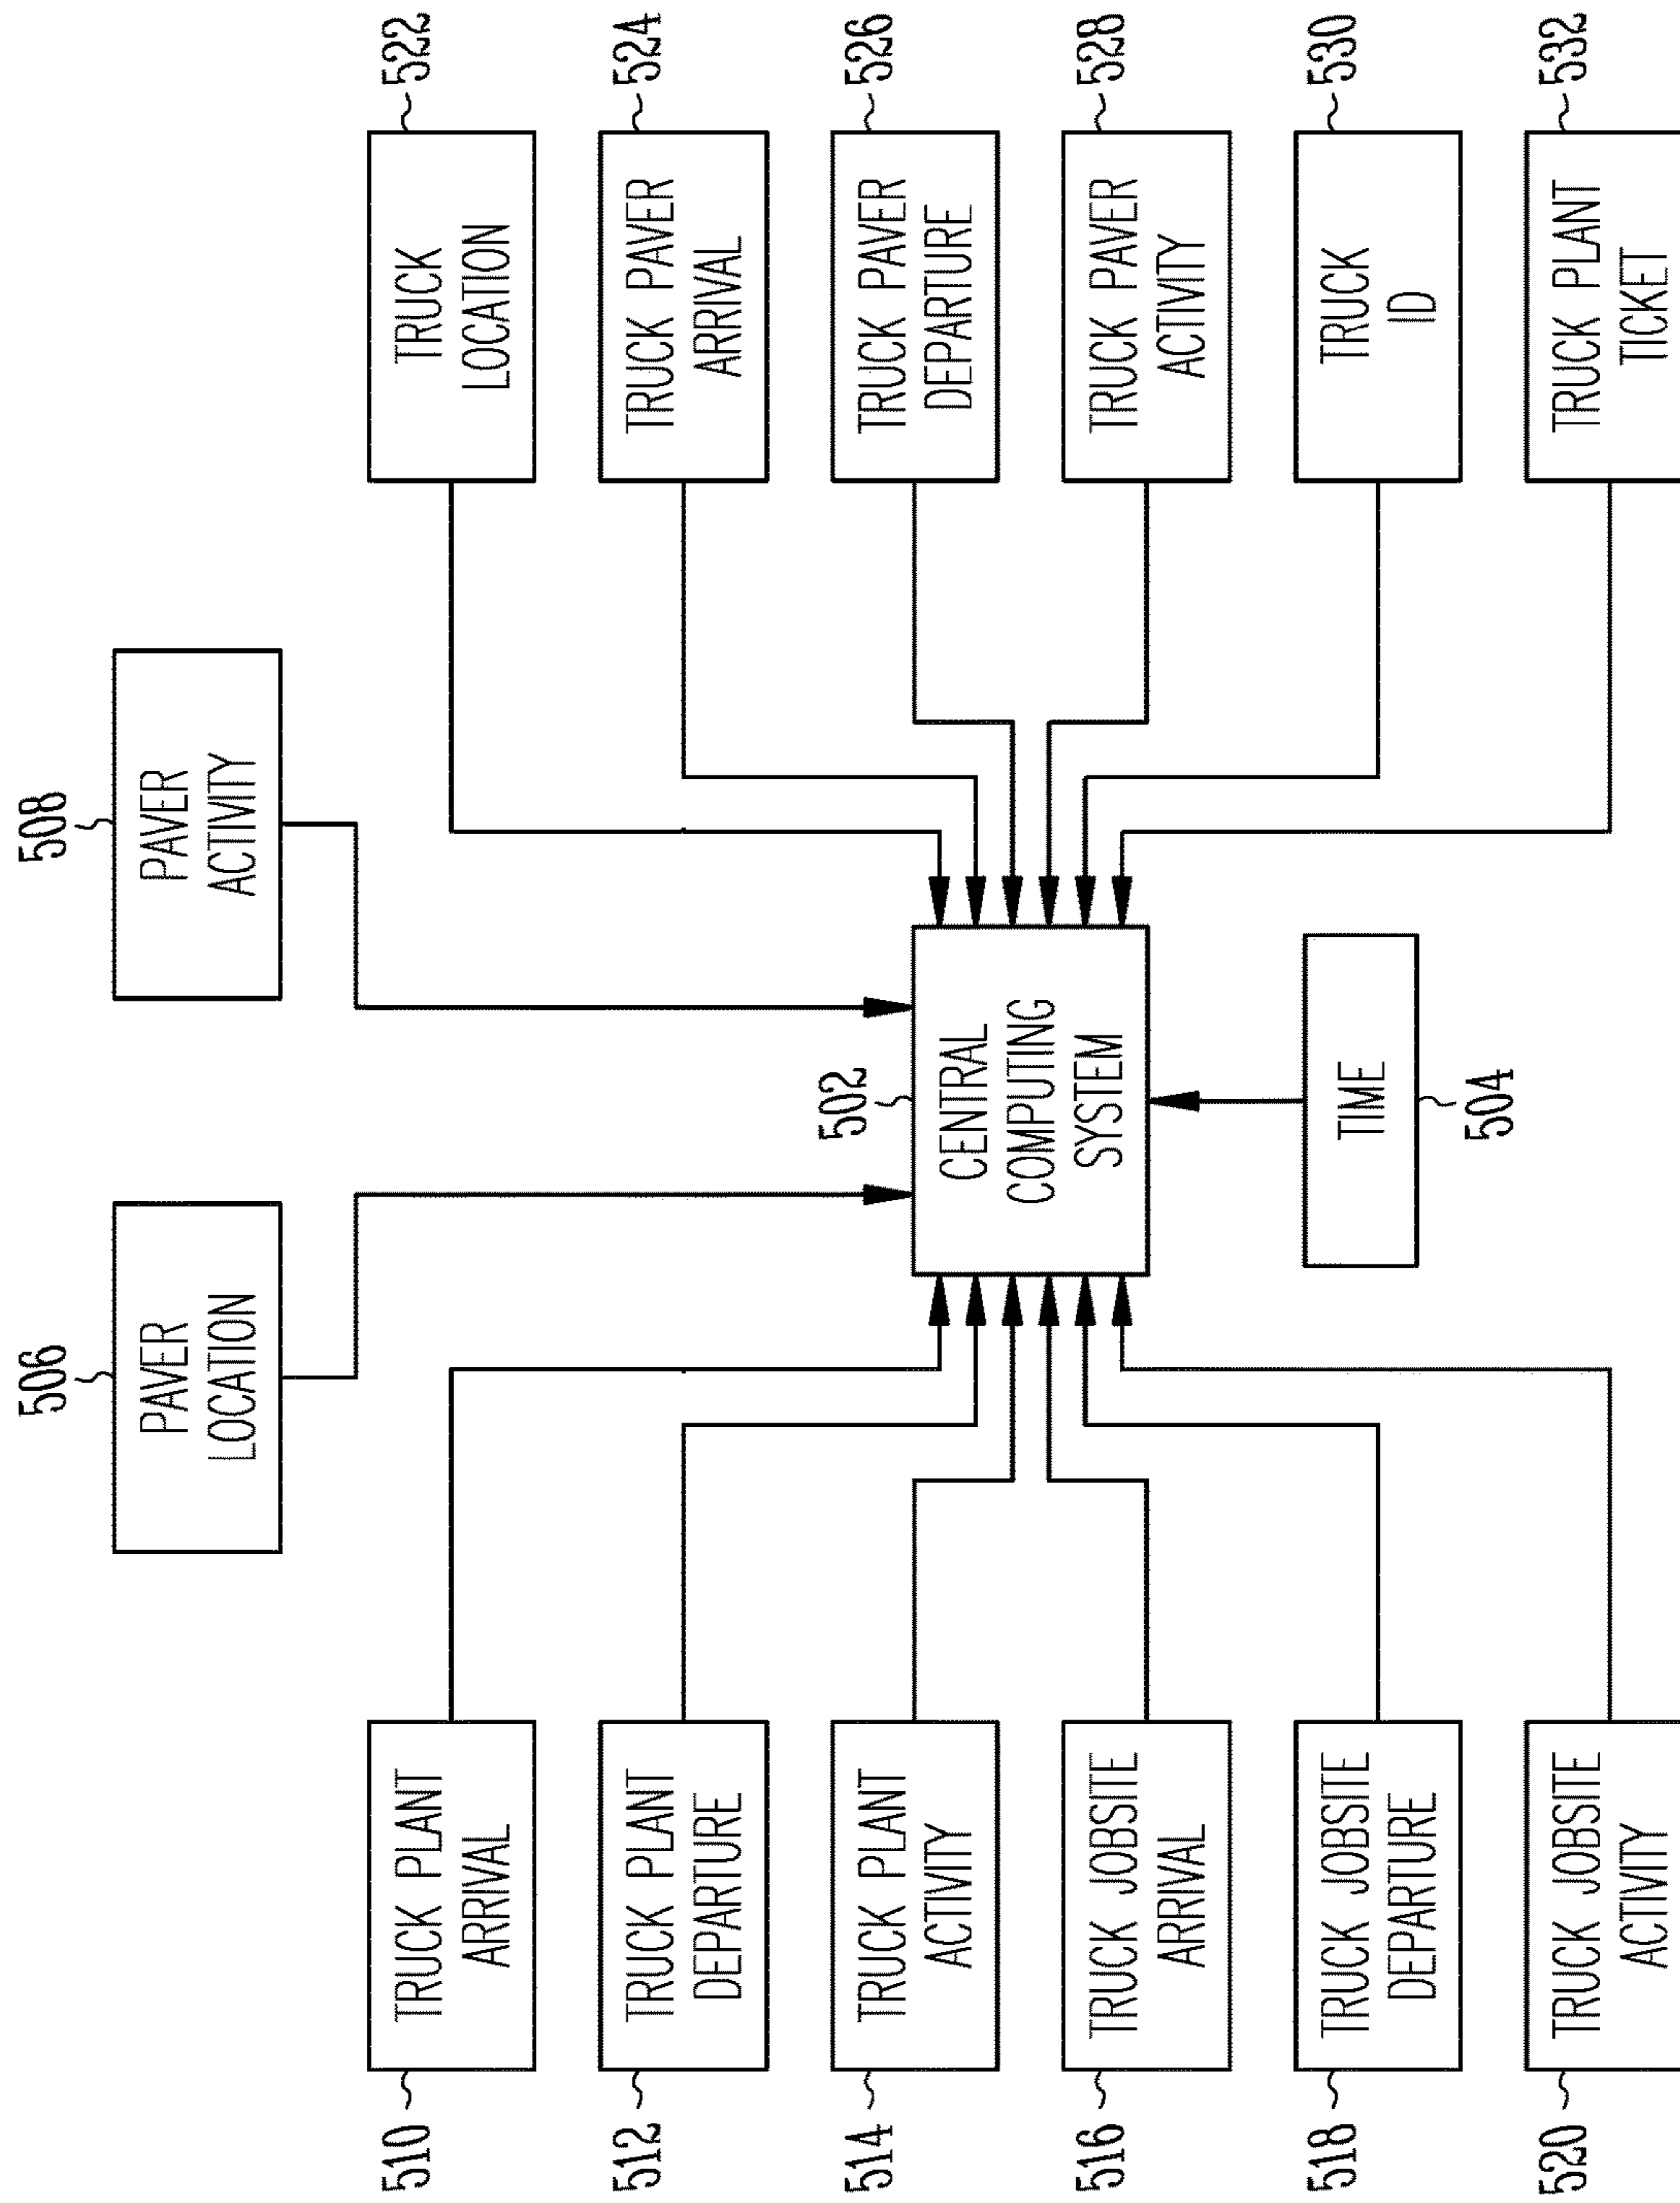 506
PAVER
LOCATION
508
PAVER
ACTIVITY
510
TRUCK PLANT
ARRIVAL
512
TRUCK PLANT
DEPARTURE
514
TRUCK PLANT
ACTIVITY
516
TRUCK JOBSITE
ARRIVAL
518
TRUCK JOBSITE
DEPARTURE
520
TRUCK JOBSITE
ACTIVITY
502
CENTRAL
COMPUTING
SYSTEM
TIME
504
522
TRUCK
LOCATION
524
TRUCK PAVER
ARRIVAL
526
TRUCK PAVER
DEPARTURE
528
TRUCK PAVER
ACTIVITY
530
TRUCK
ID
532
TRUCK PLANT
TICKET